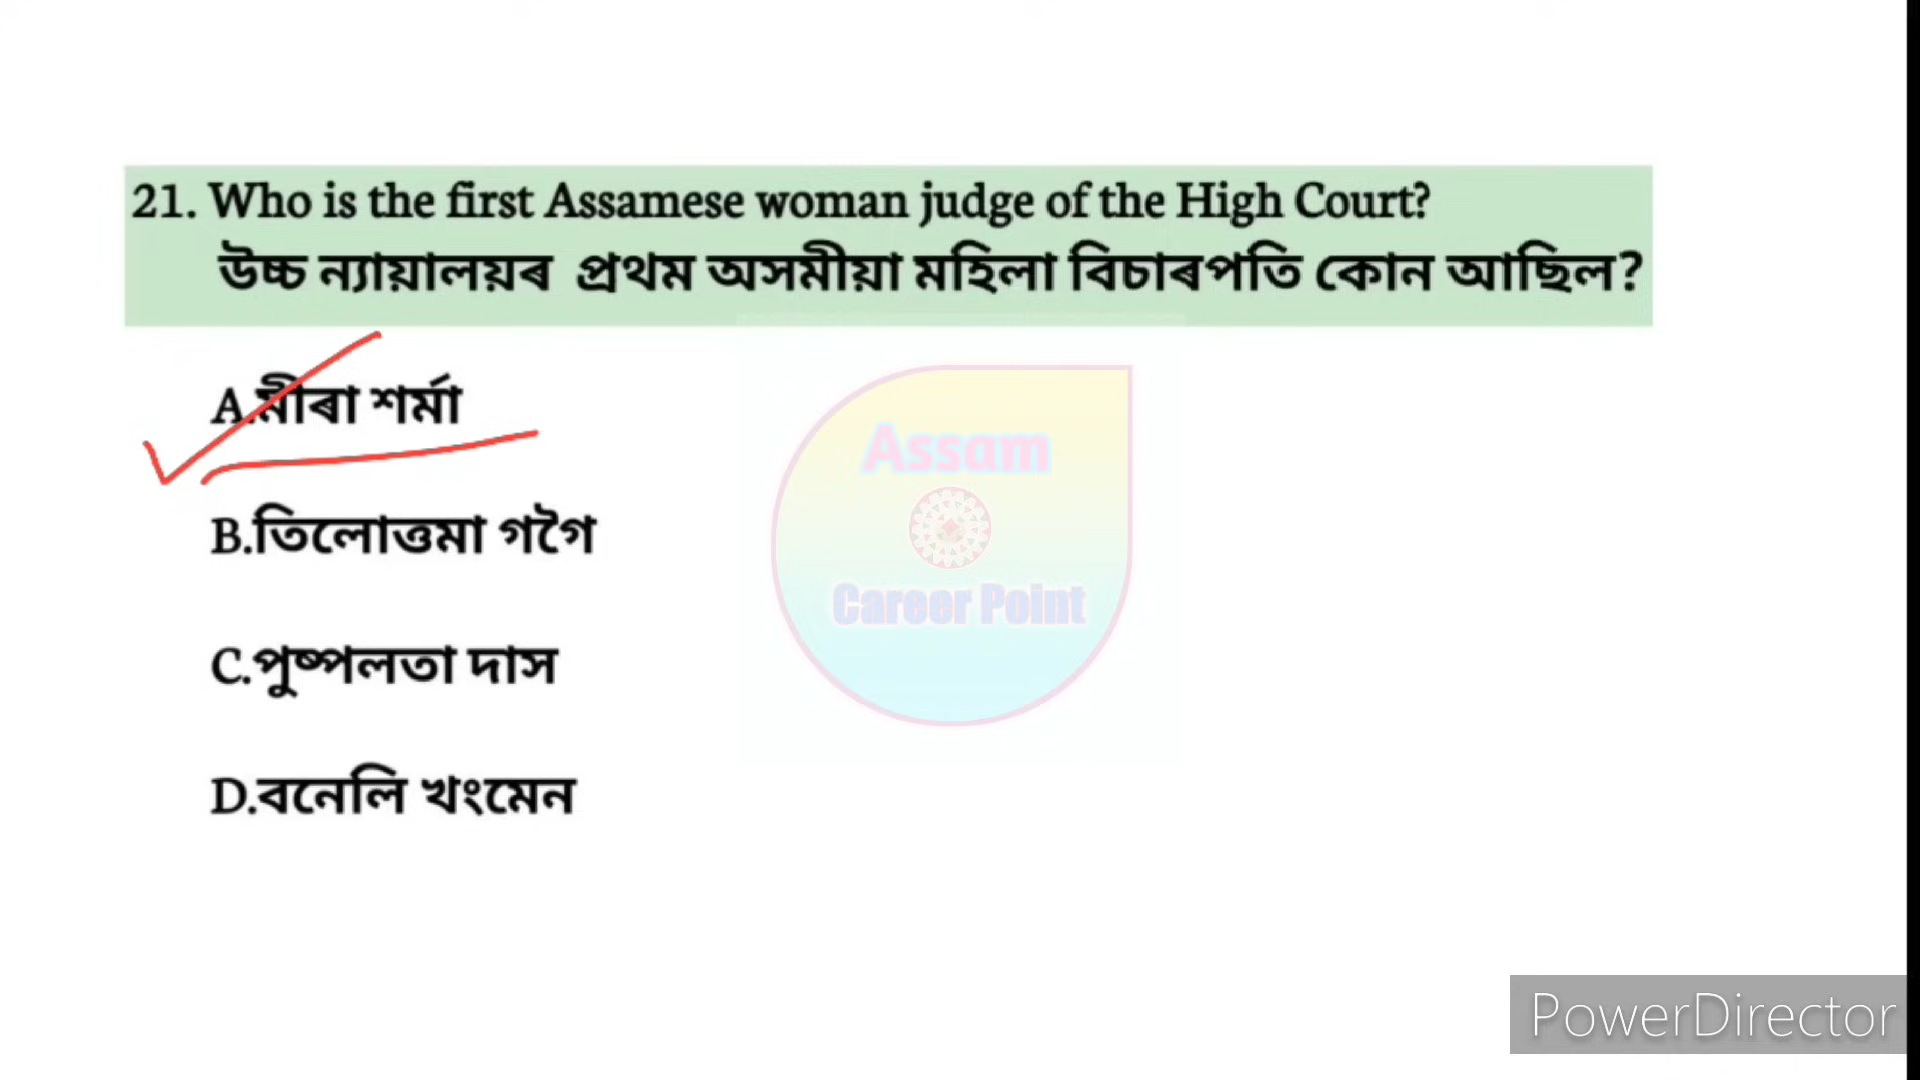 21. Who is the first Assamese woman judge of the High Court?
উচ্চ ন্যায়ালয়ৰ প্ৰথম অসমীয়া মহিলা বিচাৰপতি কোন আছিল?
A.মীৰা শৰ্মা
B.তিলোত্তমা গগৈ
C.পুষ্পলতা দাস
D.বনেলি খংমেন
Assam
Career Point
PowerDirector